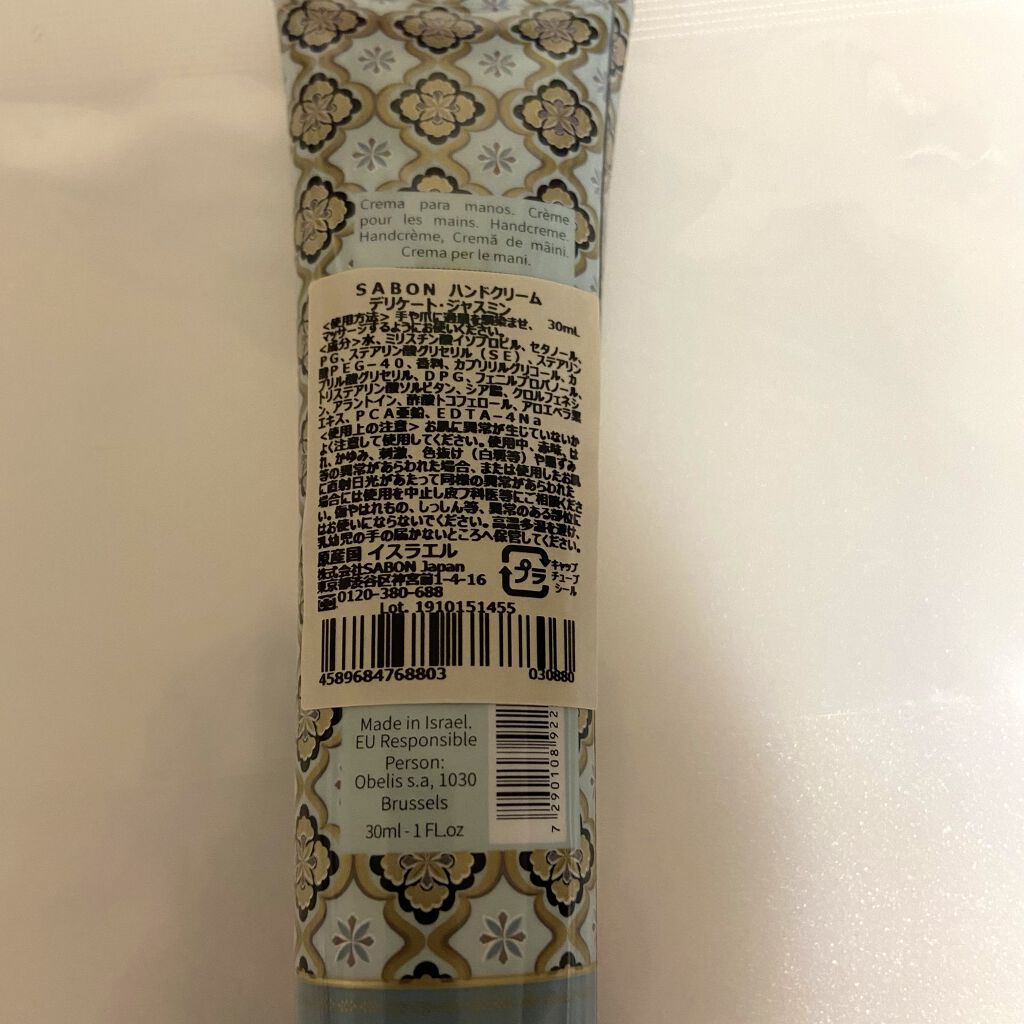 Crema para manos. Crème
pour les mains. Handcreme.
Handcrème, Cremă de mâini.
Crema per le mani.
SABON ハンドクリーム
デリケート・ジャスミン
<使用方法> 手や爪に適量を馴染ませ、 30mL
マッサージするようにお使いください。
<成分>水、ミリスチン酸イソプロピル、セタノール、
PG、ステアリン酸グリセリル(SE)、ステアリン
酸PEG-40、香料、カプリリルグリコール、カ
プリル酸グリセリル、DPG、フェニルプロパノール、
トリステアリン酸ソルビタン、シア脂、クロルフェネシ
ン、アラントイン、酢酸トコフェロール、アロエベラ葉
エキス、PCA亜鉛、EDTA-4Na
<使用上の注意> お肌に異常が生じていないか
よく注意して使用してください。使用中、赤味、は
れ、かゆみ、刺激、色抜け(白斑等)や黒ずみ
等の異常があらわれた場合、または使用したお肌
に直射日光があたって同様の異常があらわれた
場合には使用を中止し皮フ科医等にご相談くださ
い。傷やはれもの、しっしん等、異常のある部位に
はお使いにならないでください。高温多湿を避け、
乳幼児の手の届かないところへ保管してください。
原産国 イスラエル
株式会社SABON Japan
東京都渋谷区神宮前1-4-16
0120-380-688
プラ
キャップ
チューブ
シール
Lot. 1910151455
4589684768803 030880
Made in Israel.
EU Responsible
Person:
Obelis s.a, 1030
Brussels
30ml - 1 FL.oz
7 290108 922